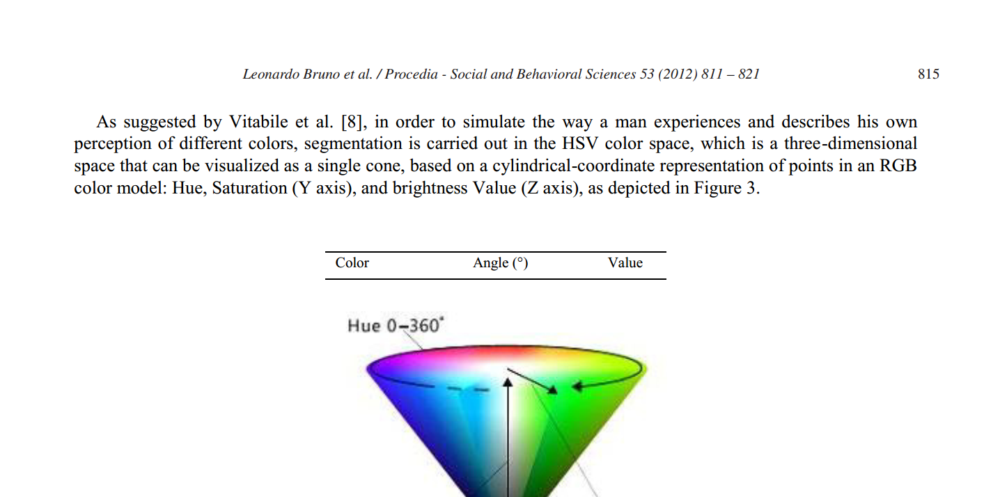 Leonardo Bruno et al. / Procedia - Social and Behavioral Sciences 53 (2012) 811 – 821 815
As suggested by Vitabile et al. [8], in order to simulate the way a man experiences and describes his own
perception of different colors, segmentation is carried out in the HSV color space, which is a three-dimensional
space that can be visualized as a single cone, based on a cylindrical-coordinate representation of points in an RGB
color model: Hue, Saturation (Y axis), and brightness Value (Z axis), as depicted in Figure 3.
Color Angle (°) Value
Hue 0–360°